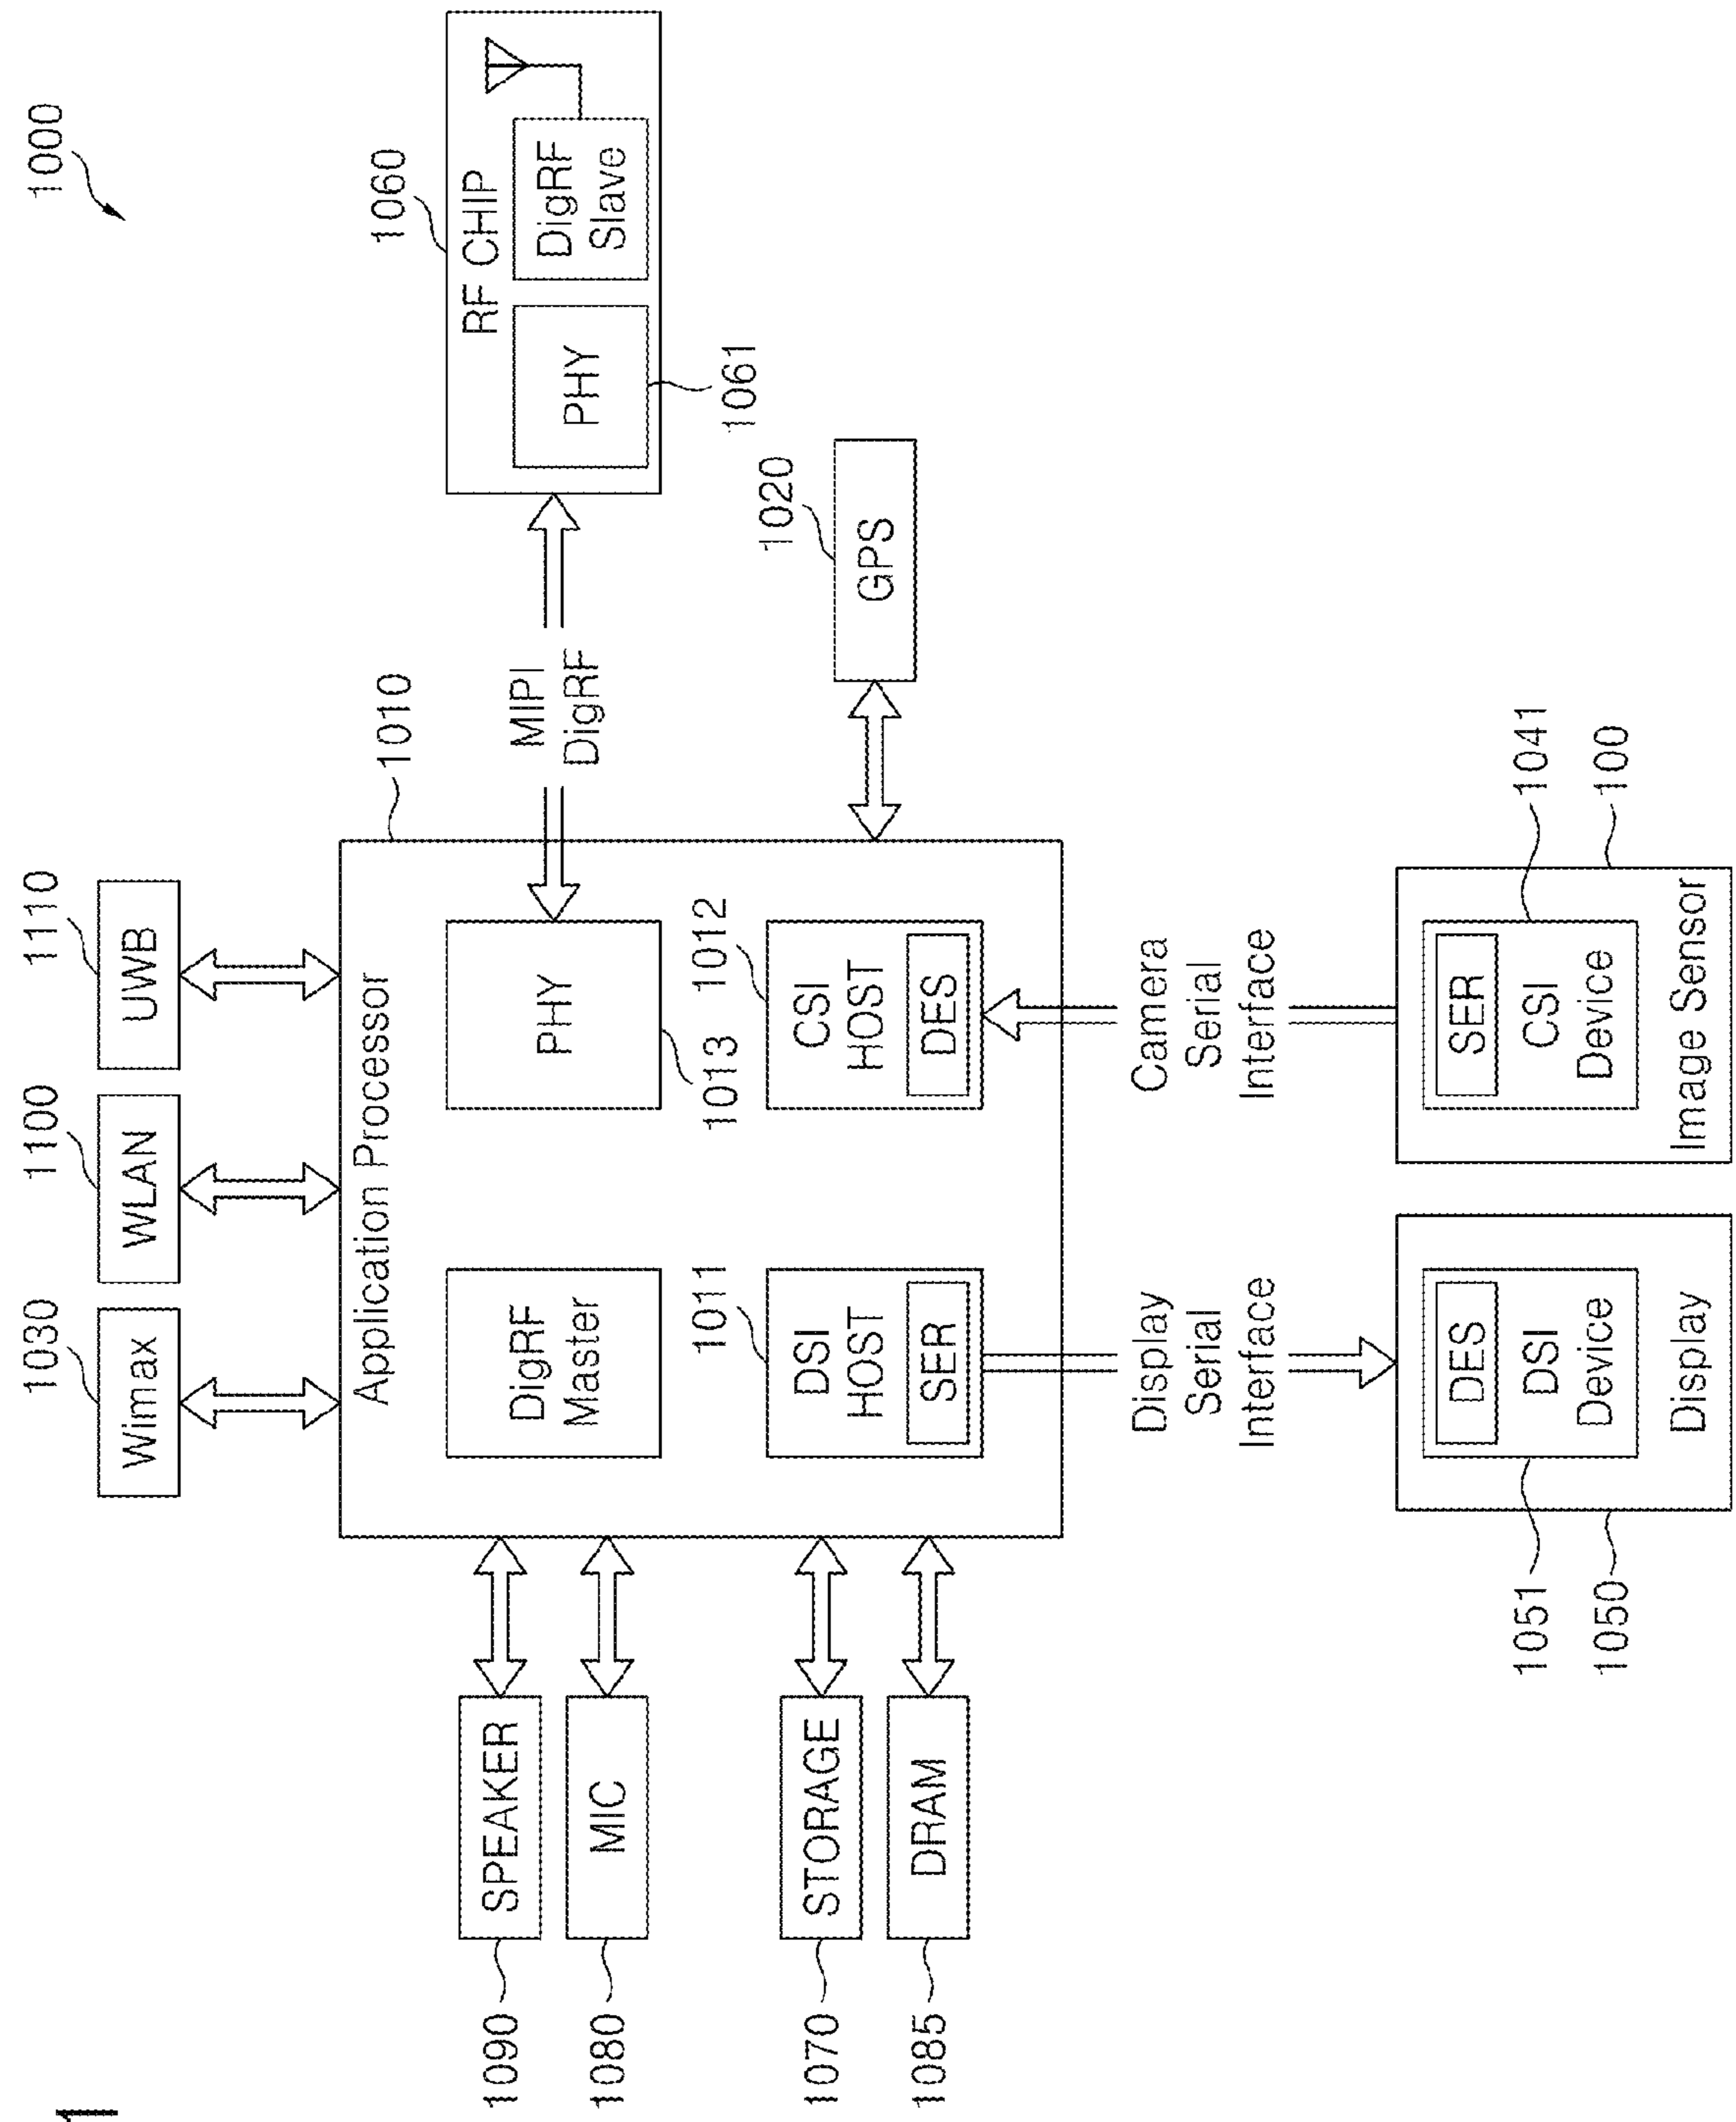 1
1000
Wimax
1030
WLAN
1100
UWB
1110
Application Processor
1010
SPEAKER
1090
MIC
1080
STORAGE
1070
DRAM
1085
DigRF
Master
PHY
1013
MIPI
DigRF
RF CHIP
1060
PHY
1061
DigRF
Slave
DSI
HOST
SER
1011
CSI
HOST
DES
1012
GPS
1020
Display
Serial
Interface
Camera
Serial
Interface
DES
DSI
Device
Display
1051
1050
SER
CSI
Device
Image Sensor
1041
100